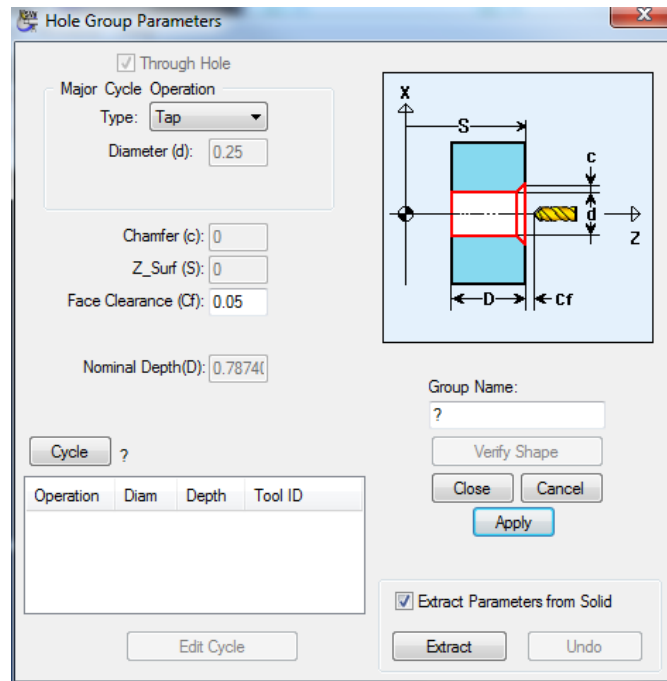 Hole Group Parameters
Through Hole
Major Cycle Operation
Type: Tap
Diameter (d): 0.25
Chamfer (c): 0
Z_Surf (S): 0
Face Clearance (Cf): 0.05
Nominal Depth(D): 0.7874
X
S
c
d
Z
D
Cf
Group Name:
?
Cycle ?
Verify Shape
Close Cancel
Apply
Operation Diam Depth Tool ID
Extract Parameters from Solid
Edit Cycle
Extract Undo